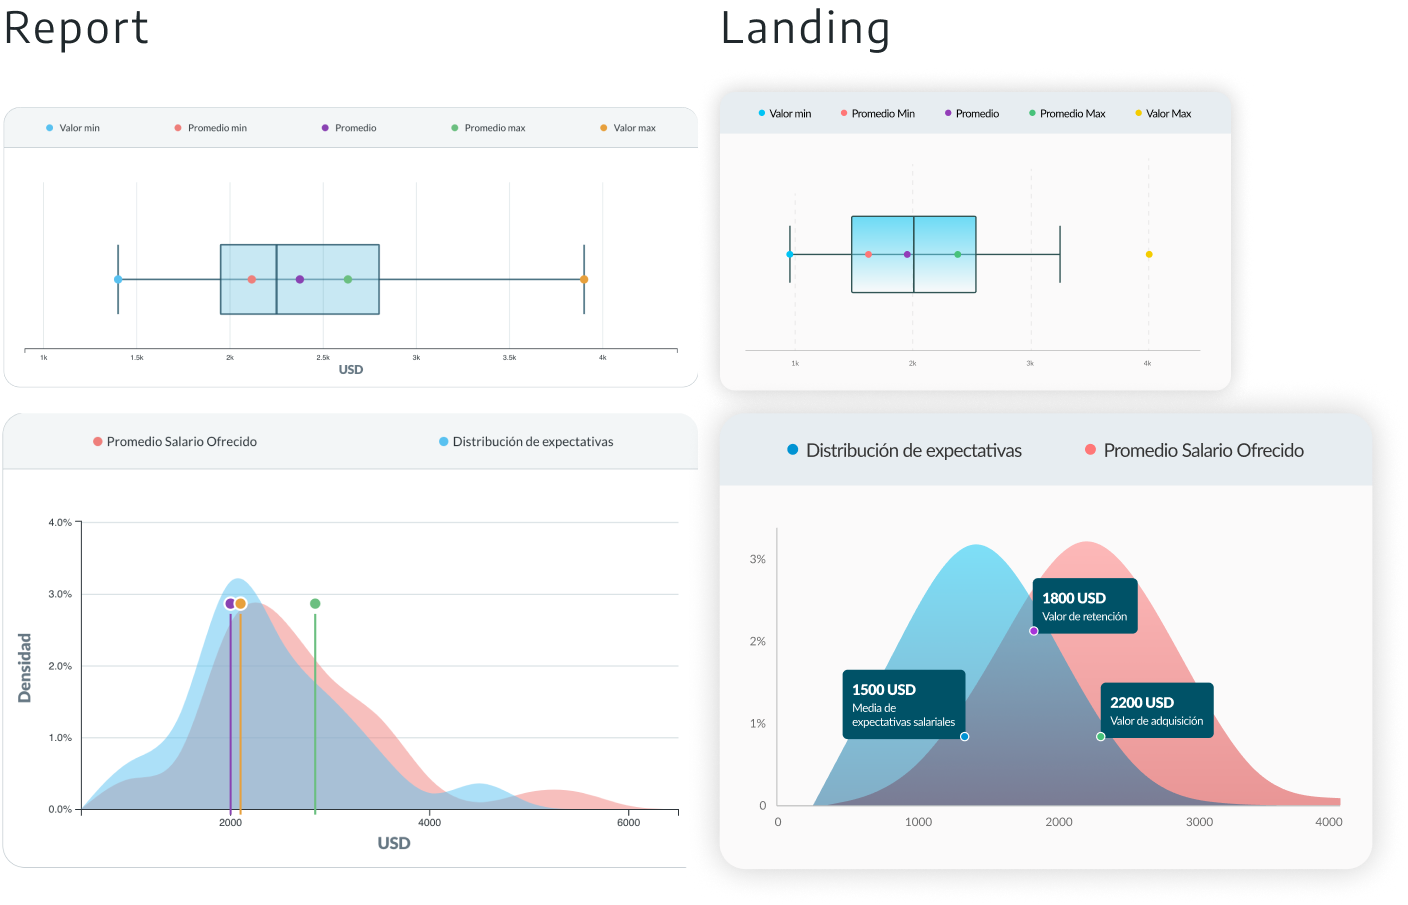 Report
Landing
Valor min
Promedio min
Promedio
Promedio max
Valor max
1k
1.5k
2k
2.5k
3k
3.5k
4k
USD
Valor min
Promedio Min
Promedio
Promedio Max
Valor Max
1k
2k
3k
4k
Promedio Salario Ofrecido
Distribución de expectativas
Densidad
4.0%
3.0%
2.0%
1.0%
0.0%
2000
4000
6000
USD
Distribución de expectativas
Promedio Salario Ofrecido
3%
2%
1%
0
1800 USD
Valor de retención
1500 USD
Media de
expectativas salariales
2200 USD
Valor de adquisición
0
1000
2000
3000
4000